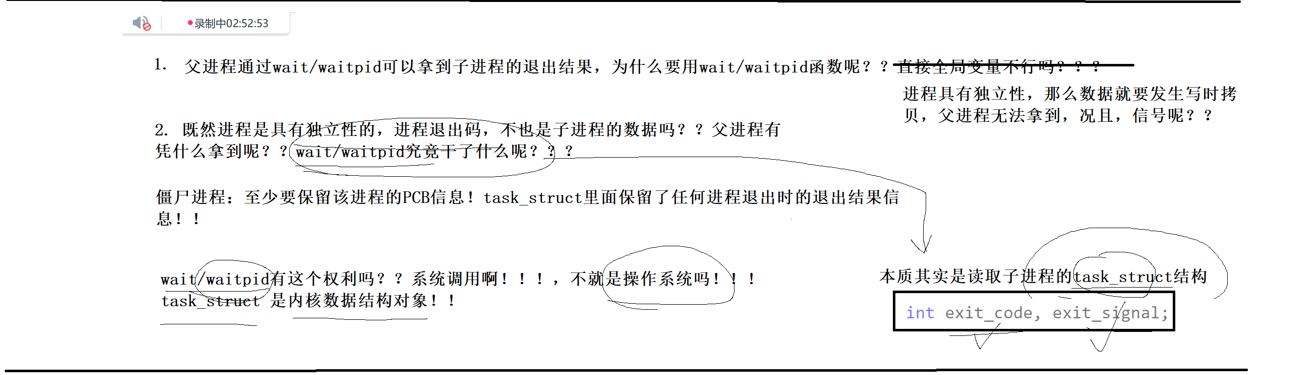 录制中02:52:53
1. 父进程通过wait/waitpid可以拿到子进程的退出结果，为什么要用wait/waitpid函数呢？？直接全局变量不行吗？？？
进程具有独立性，那么数据就要发生写时拷
贝，父进程无法拿到，况且，信号呢？？
2. 既然进程是具有独立性的，进程退出码，不也是子进程的数据吗？？父进程有
凭什么拿到呢？？wait/waitpid究竟干了什么呢？？？
僵尸进程：至少要保留该进程的PCB信息！task_struct里面保留了任何进程退出时的退出结果信
息！！
wait/waitpid有这个权利吗？？系统调用啊！！！，不就是操作系统吗！！！
task_struct 是内核数据结构对象！！
本质其实是读取子进程的task_struct结构
int exit_code, exit_signal;